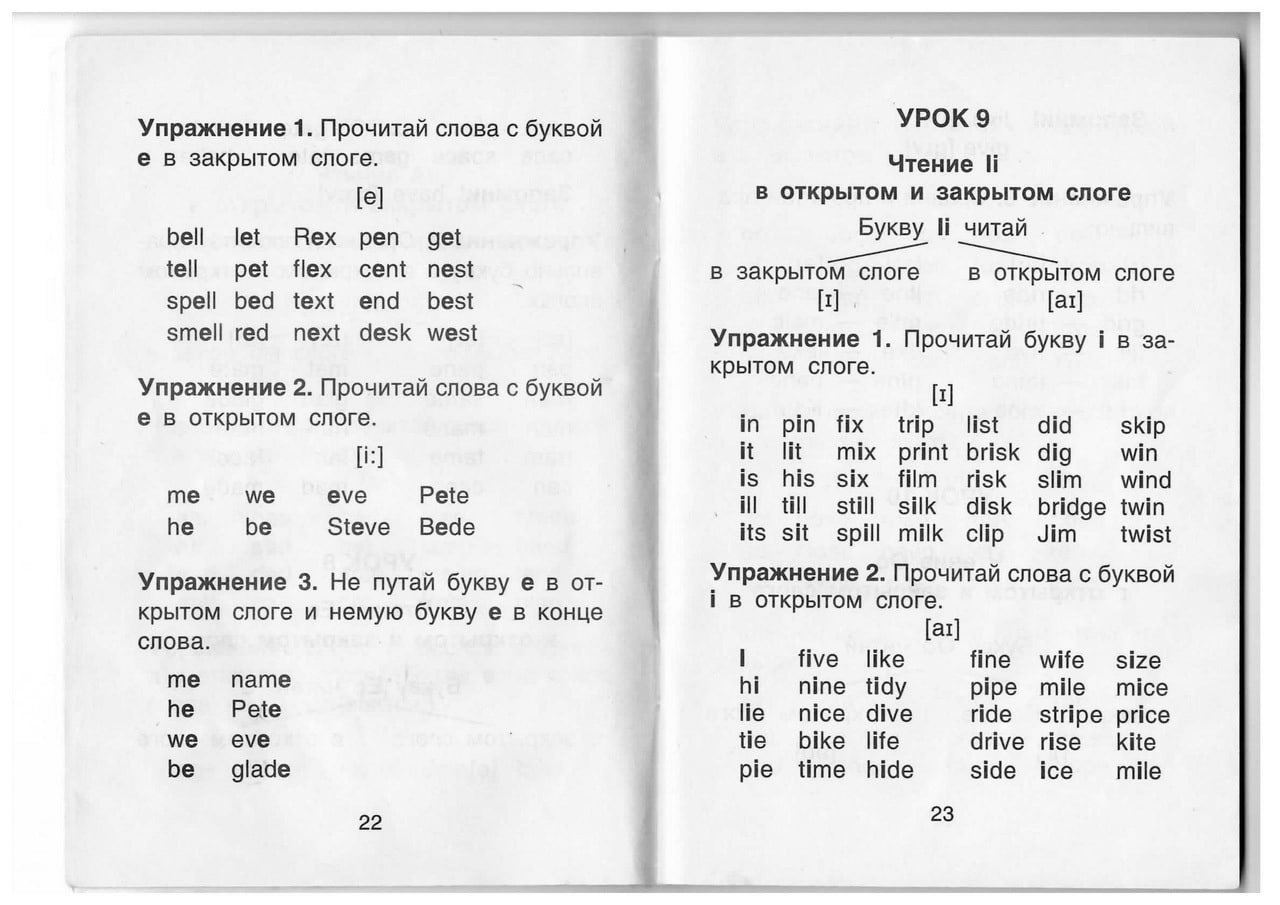 Упражнение 1. Прочитай слова с буквой
е в закрытом слоге.
[e]
bell let Rex pen get
tell pet flex cent nest
spell bed text end best
smell red next desk west
Упражнение 2. Прочитай слова с буквой
е в открытом слоге.
[i:]
me we eve Pete
he be Steve Bede
Упражнение 3. Не путай букву е в от-
крытом слоге и немую букву е в конце
слова.
me name
he Pete
we eve
be glade
22
УРОК 9
Чтение Ii
в открытом и закрытом слоге
Букву Ii читай
в закрытом слоге в открытом слоге
[ɪ] [aɪ]
Упражнение 1. Прочитай букву i в за-
крытом слоге.
[ɪ]
in pin fix trip list did skip
it lit mix print brisk dig win
is his six film risk slim wind
ill till still silk disk bridge twin
its sit spill milk clip Jim twist
Упражнение 2. Прочитай слова с буквой
i в открытом слоге.
[aɪ]
I five like fine wife size
hi nine tidy pipe mile mice
lie nice dive ride stripe price
tie bike life drive rise kite
pie time hide side ice mile
23